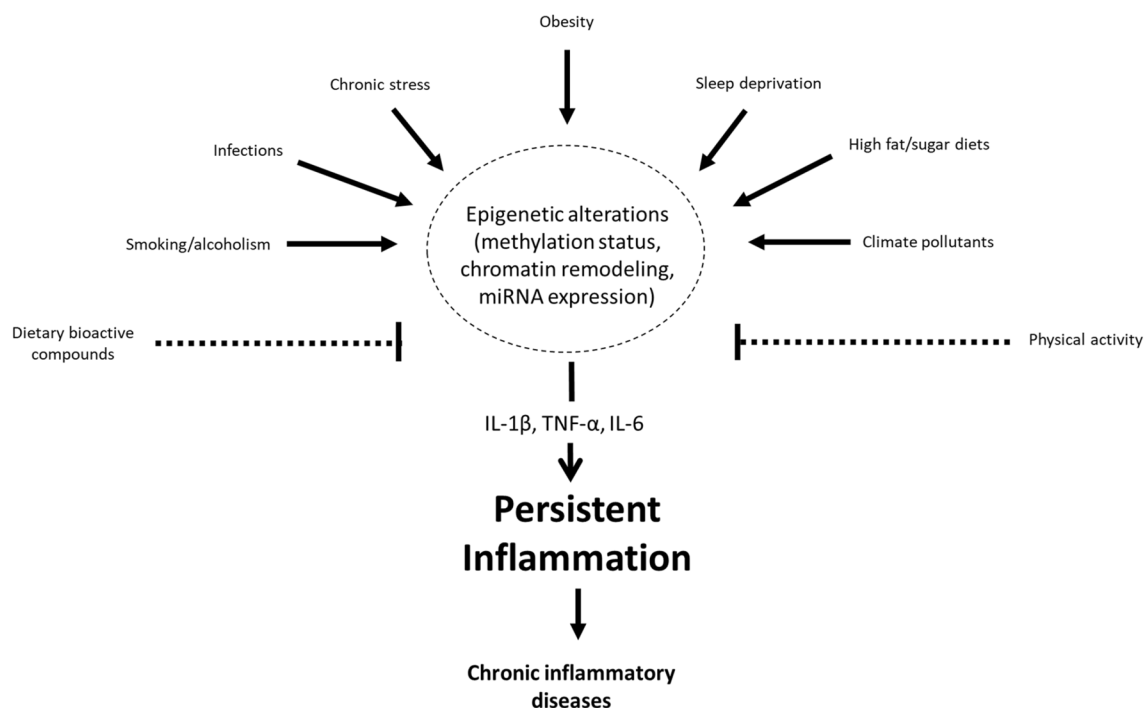 Obesity
Chronic stress
Sleep deprivation
High fat/sugar diets
Infections
Epigenetic alterations
(methylation status,
chromatin remodeling,
miRNA expression)
Smoking/alcoholism
Climate pollutants
Dietary bioactive
compounds
Physical activity
IL-1β, TNF-α, IL-6
Persistent
Inflammation
Chronic inflammatory
diseases